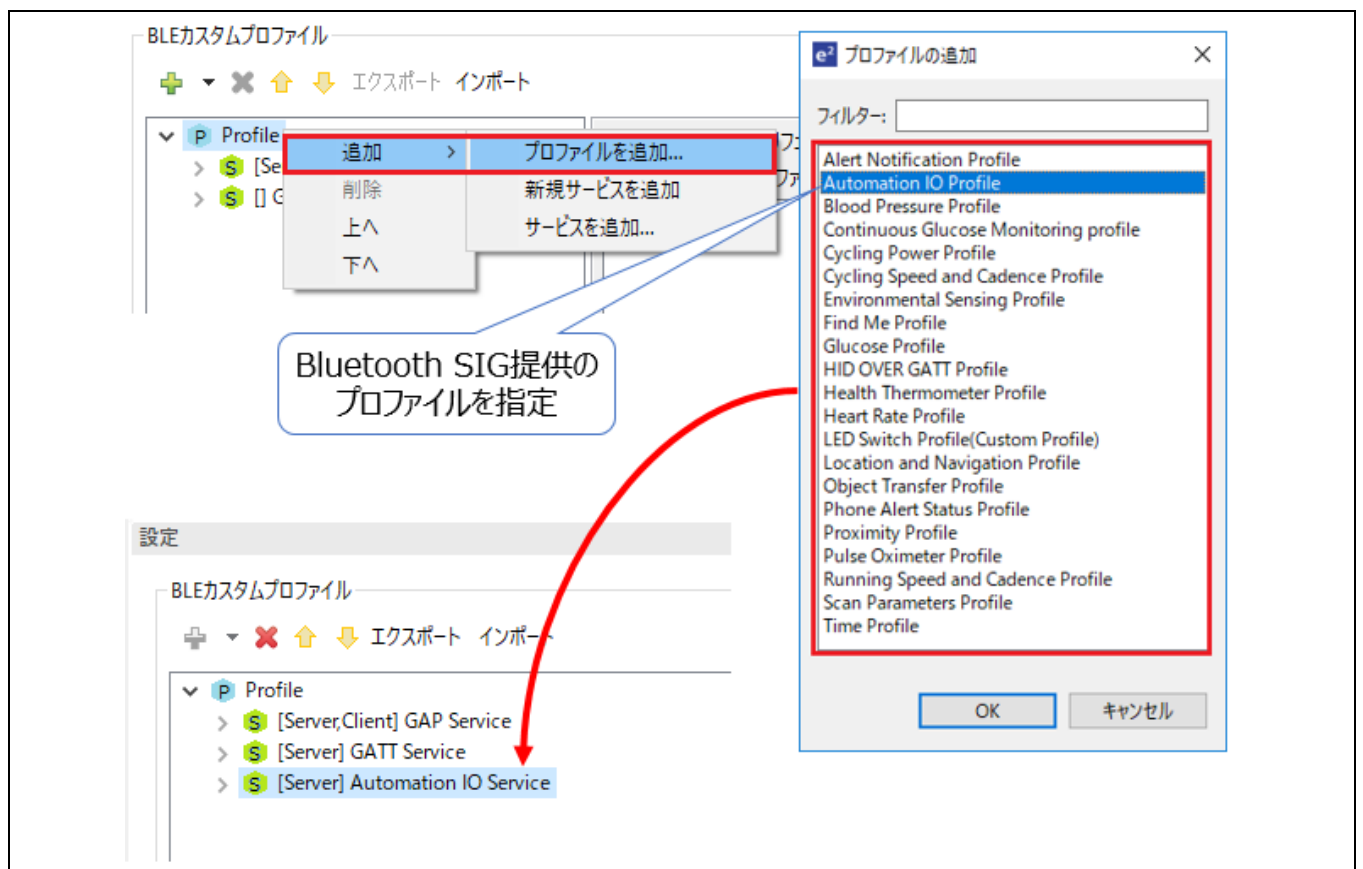 BLEカスタムプロファイル
エクスポート インポート
Profile
[Se
[] G
追加 >
削除
上へ
下へ
プロファイルを追加...
新規サービスを追加
サービスを追加...
Bluetooth SIG提供の
プロファイルを指定
e² プロファイルの追加
フィルター:
Alert Notification Profile
Automation IO Profile
Blood Pressure Profile
Continuous Glucose Monitoring profile
Cycling Power Profile
Cycling Speed and Cadence Profile
Environmental Sensing Profile
Find Me Profile
Glucose Profile
HID OVER GATT Profile
Health Thermometer Profile
Heart Rate Profile
LED Switch Profile(Custom Profile)
Location and Navigation Profile
Object Transfer Profile
Phone Alert Status Profile
Proximity Profile
Pulse Oximeter Profile
Running Speed and Cadence Profile
Scan Parameters Profile
Time Profile
OK キャンセル
設定
BLEカスタムプロファイル
エクスポート インポート
P Profile
S [Server,Client] GAP Service
S [Server] GATT Service
S [Server] Automation IO Service